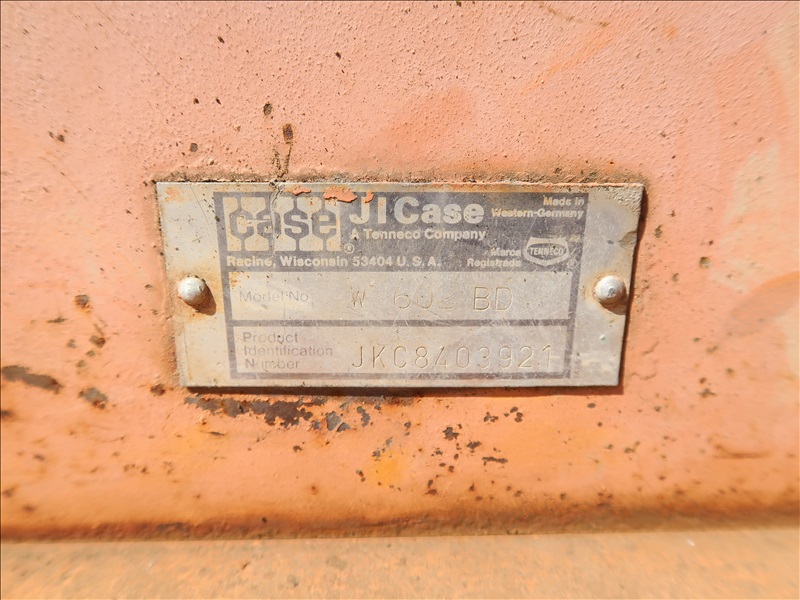 case
JI Case
A Tenneco Company
Made in
Western-Germany
Racine, Wisconsin 53404 U.S.A.
Marca
Registrada
TENNECO
Model No.
W BD
Product
Identification
Number
JKC8403921